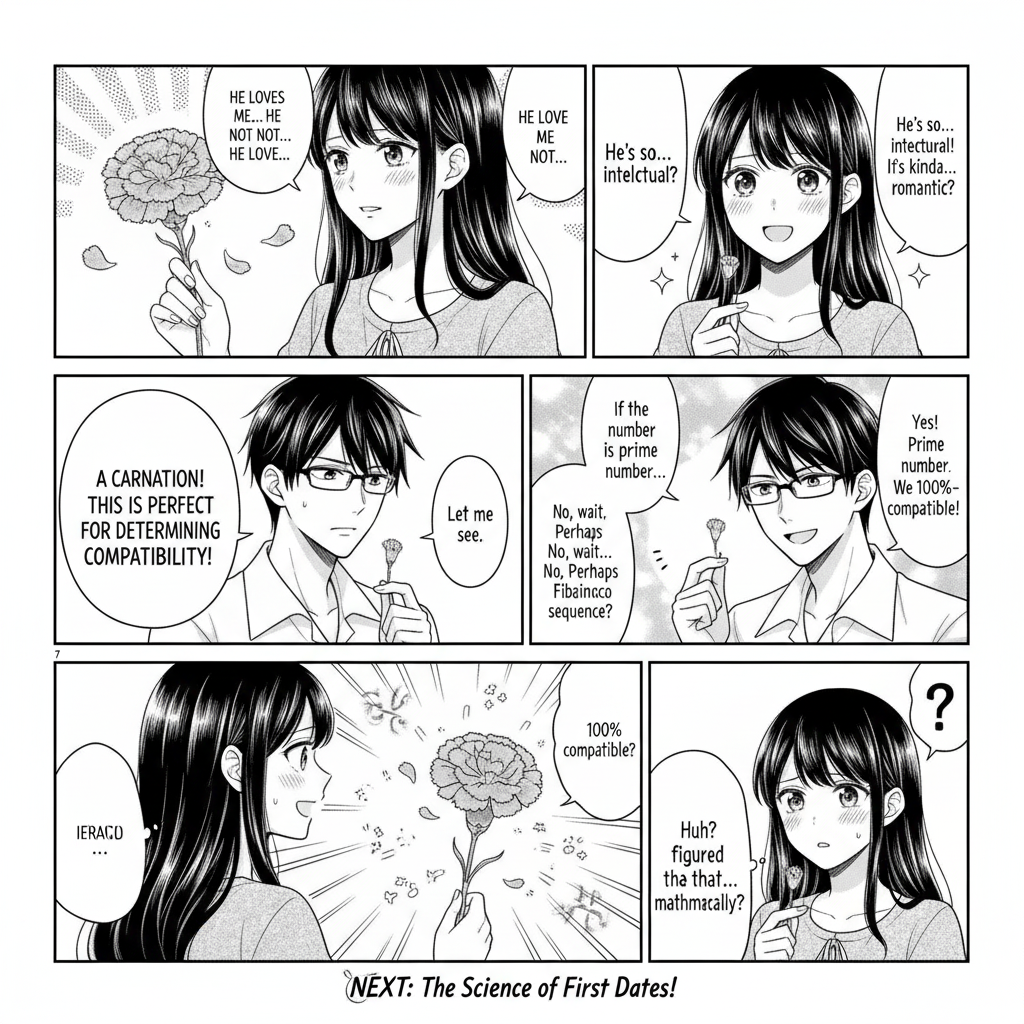 HE LOVES
ME... HE
NOT NOT...
HE LOVE...
HE LOVE
ME
NOT...
He's so...
intelctual?
He's so...
intectural!
It's kinda...
romantic?
A CARNATION!
THIS IS PERFECT
FOR DETERMINING
COMPATIBILITY!
Let me
see.
If the
number
is prime
number...
No, wait,
Perhaps
No, wait...
No, Perhaps
sequence?
Yes!
Prime
number.
We 100%-
compatible!
7
100%
compatible?
...
?
Huh?
figured
tha that...
mathmacally?
NEXT: The Science of First Dates!